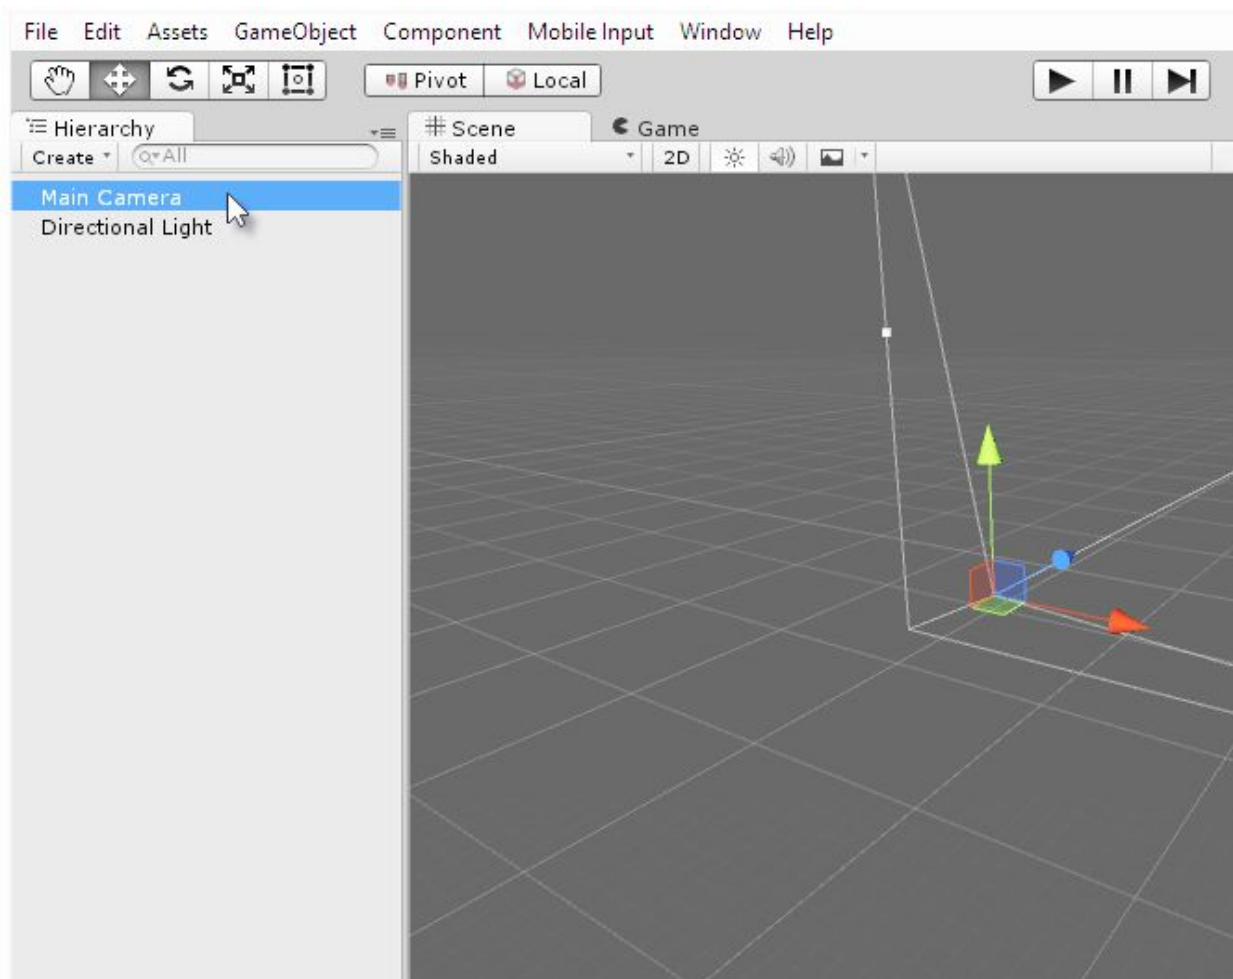 File Edit Assets GameObject Component Mobile Input Window Help
Pivot Local
Hierarchy
Scene Game
Create All
Shaded 2D
Main Camera
Directional Light